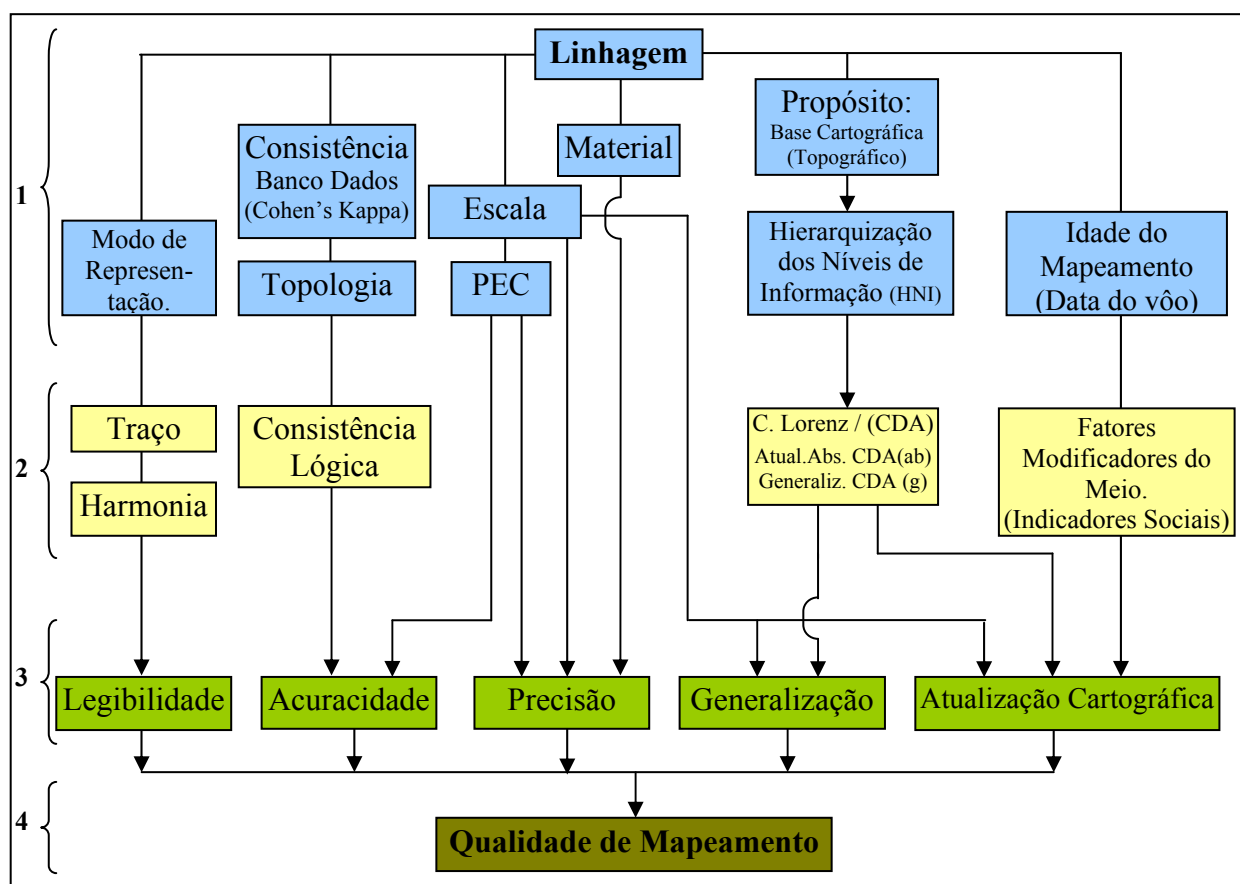 Linhagem
Propósito:
Base Cartográfica
(Topográfico)
Consistência
Banco Dados
(Cohen’s Kappa)
Material
1
Escala
Modo de
Represen-
tação.
Hierarquização
dos Níveis de
Informação (HNI)
Idade do
Mapeamento
(Data do vôo)
Topologia
PEC
2
Traço
Harmonia
Consistência
Lógica
C. Lorenz / (CDA)
Atual.Abs. CDA(ab)
Generaliz. CDA (g)
Fatores
Modificadores do
Meio.
(Indicadores Sociais)
3
Legibilidade
Acuracidade
Precisão
Generalização
Atualização Cartográfica
4
Qualidade de Mapeamento